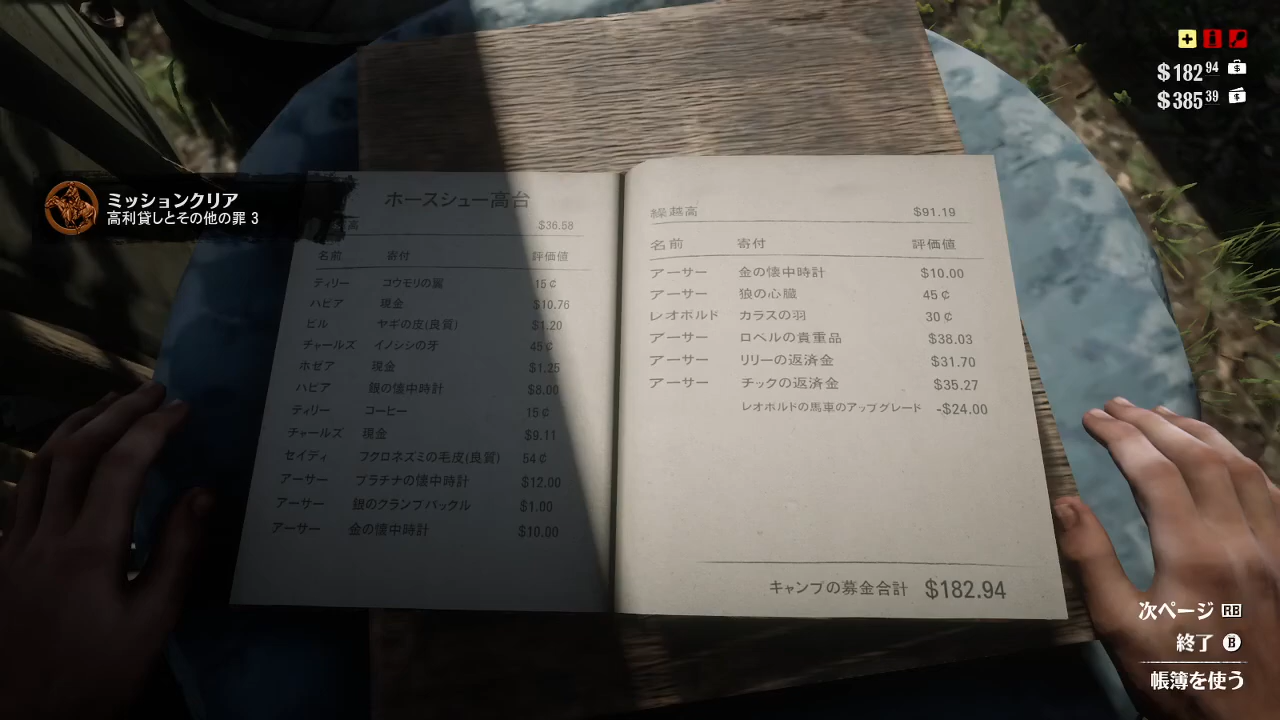 $182 94
$385 39
ミッションクリア
高利貸しとその他の罪 3
ホースシュー高台
高 $36.58
名前 寄付 評価値
ティリー コウモリの翼 15¢
ハビア 現金 $10.76
ビル ヤギの皮(良質) $1.20
チャールズ イノシシの牙 45¢
ホゼア 現金 $1.25
ハビア 銀の懐中時計 $8.00
ティリー コーヒー 15¢
チャールズ 現金 $9.11
セイディ フクロネズミの毛皮(良質) 54¢
アーサー プラチナの懐中時計 $12.00
アーサー 銀のクランプバックル $1.00
アーサー 金の懐中時計 $10.00
繰越高 $91.19
名前 寄付 評価値
アーサー 金の懐中時計 $10.00
アーサー 狼の心臓 45¢
レオポルド カラスの羽 30¢
アーサー ロベルの貴重品 $38.03
アーサー リリーの返済金 $31.70
アーサー チックの返済金 $35.27
レオポルドの馬車のアップグレード -$24.00
キャンプの募金合計 $182.94
次ページ RB
終了 B
帳簿を使う